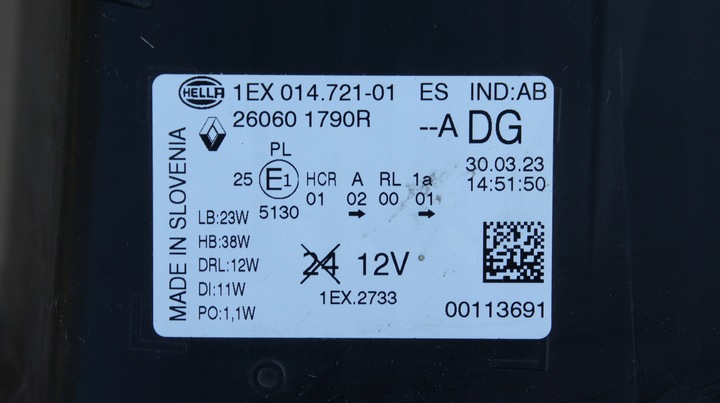 HELLA 1EX 014.721-01 ES IND:AB
26060 1790R --A DG
PL 30.03.23
25 E1 HCR A RL 1a 14:51:50
5130 01 02 00 01
MADE IN SLOVENIA
LB:23W
HB:38W
DRL:12W
DI:11W
PO:1,1W
24 12V
1EX.2733
00113691